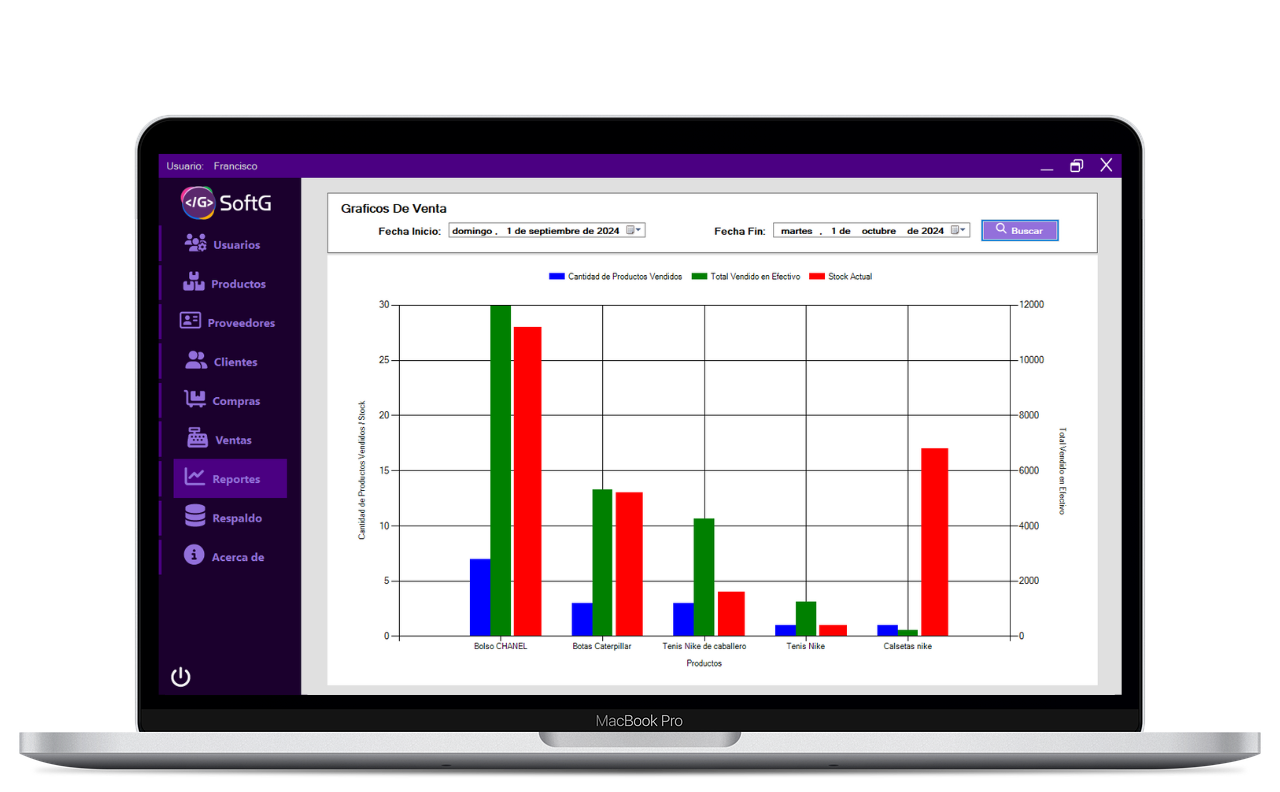 Usuario: Francisco
</G> SoftG
Usuarios
Productos
Proveedores
Clientes
Compras
Ventas
Reportes
Respaldo
Acerca de
Graficos De Venta
Fecha Inicio: domingo , 1 de septiembre de 2024
Fecha Fin: martes , 1 de octubre de 2024
Buscar
Cantidad de Productos Vendidos Total Vendido en Efectivo Stock Actual
30 12000
25 10000
20 8000
15 6000
10 4000
5 2000
0 0
Cantidad de Productos Vendidos / Stock
Total Vendido en Efectivo
Bolso CHANEL Botas Caterpillar Tenis Nike de caballero Tenis Nike Calsetas nike
Productos
MacBook Pro